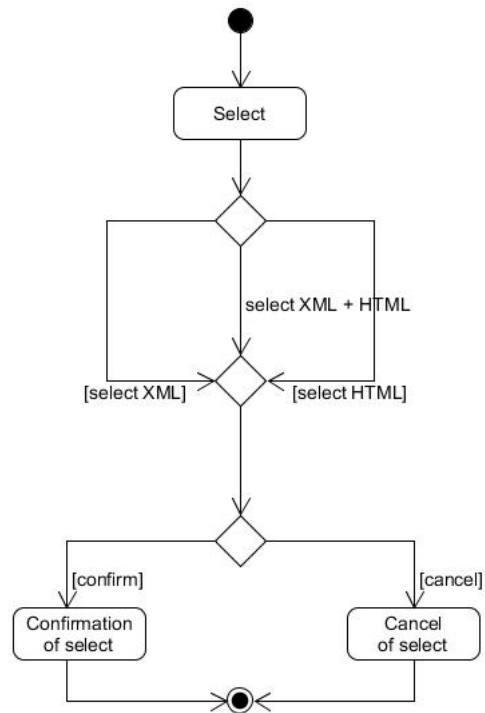 Select
select XML + HTML
[select XML]
[select HTML]
[confirm]
[cancel]
Confirmation
of select
Cancel
of select